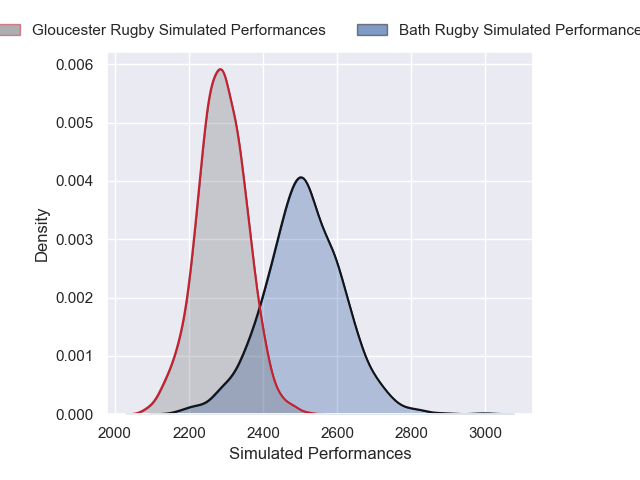 Gloucester Rugby Simulated Performances Bath Rugby Simulated Performance
0.006
0.005
0.004
0.003
0.002
0.001
0.000
Density
2000 2200 2400 2600 2800 3000
Simulated Performances